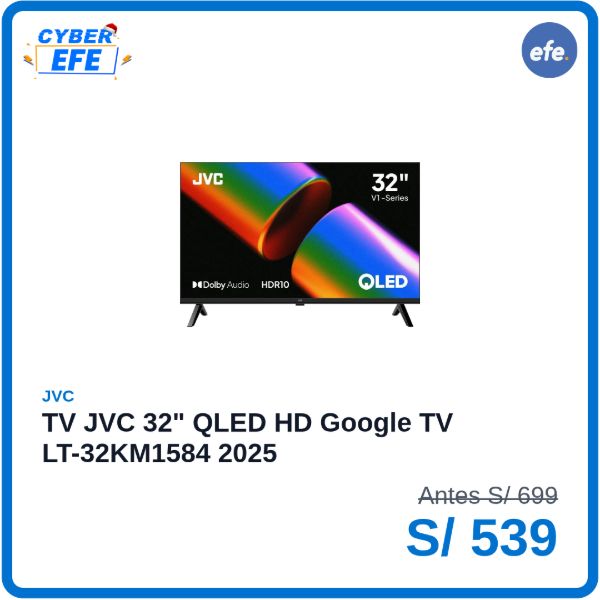 CYBER
EFE
efe.
JVC
32"
V1-Series
Dolby Audio HDR10
QLED
JVC
TV JVC 32" QLED HD Google TV
LT-32KM1584 2025
Antes S/ 699
S/ 539